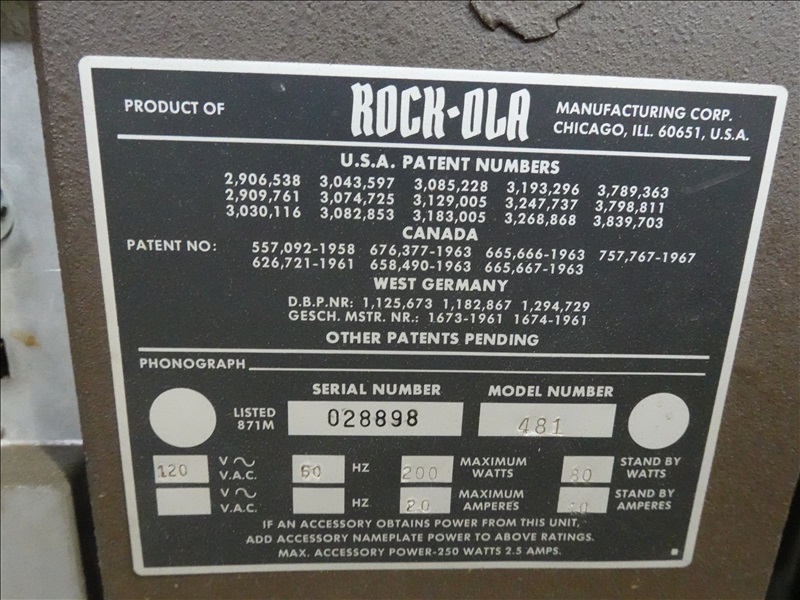 PRODUCT OF ROCK-OLA MANUFACTURING CORP.
CHICAGO, ILL. 60651, U.S.A.
U.S.A. PATENT NUMBERS
2,906,538 3,043,597 3,085,228 3,193,296 3,789,363
2,909,761 3,074,725 3,129,005 3,247,737 3,798,811
3,030,116 3,082,853 3,183,005 3,268,868 3,839,703
CANADA
PATENT NO: 557,092-1958 676,377-1963 665,666-1963 757,767-1967
626,721-1961 658,490-1963 665,667-1963
WEST GERMANY
D.B.P.NR: 1,125,673 1,182,867 1,294,729
GESCH. MSTR. NR.: 1673-1961 1674-1961
OTHER PATENTS PENDING
PHONOGRAPH
SERIAL NUMBER MODEL NUMBER
LISTED
871M
028898 481
120 V ∿
V.A.C.
60 HZ 200 MAXIMUM
WATTS
80 STAND BY
WATTS
V ∿
V.A.C.
HZ 2.0 MAXIMUM
AMPERES
STAND BY
AMPERES
IF AN ACCESSORY OBTAINS POWER FROM THIS UNIT,
ADD ACCESSORY NAMEPLATE POWER TO ABOVE RATINGS.
MAX. ACCESSORY POWER-250 WATTS 2.5 AMPS.